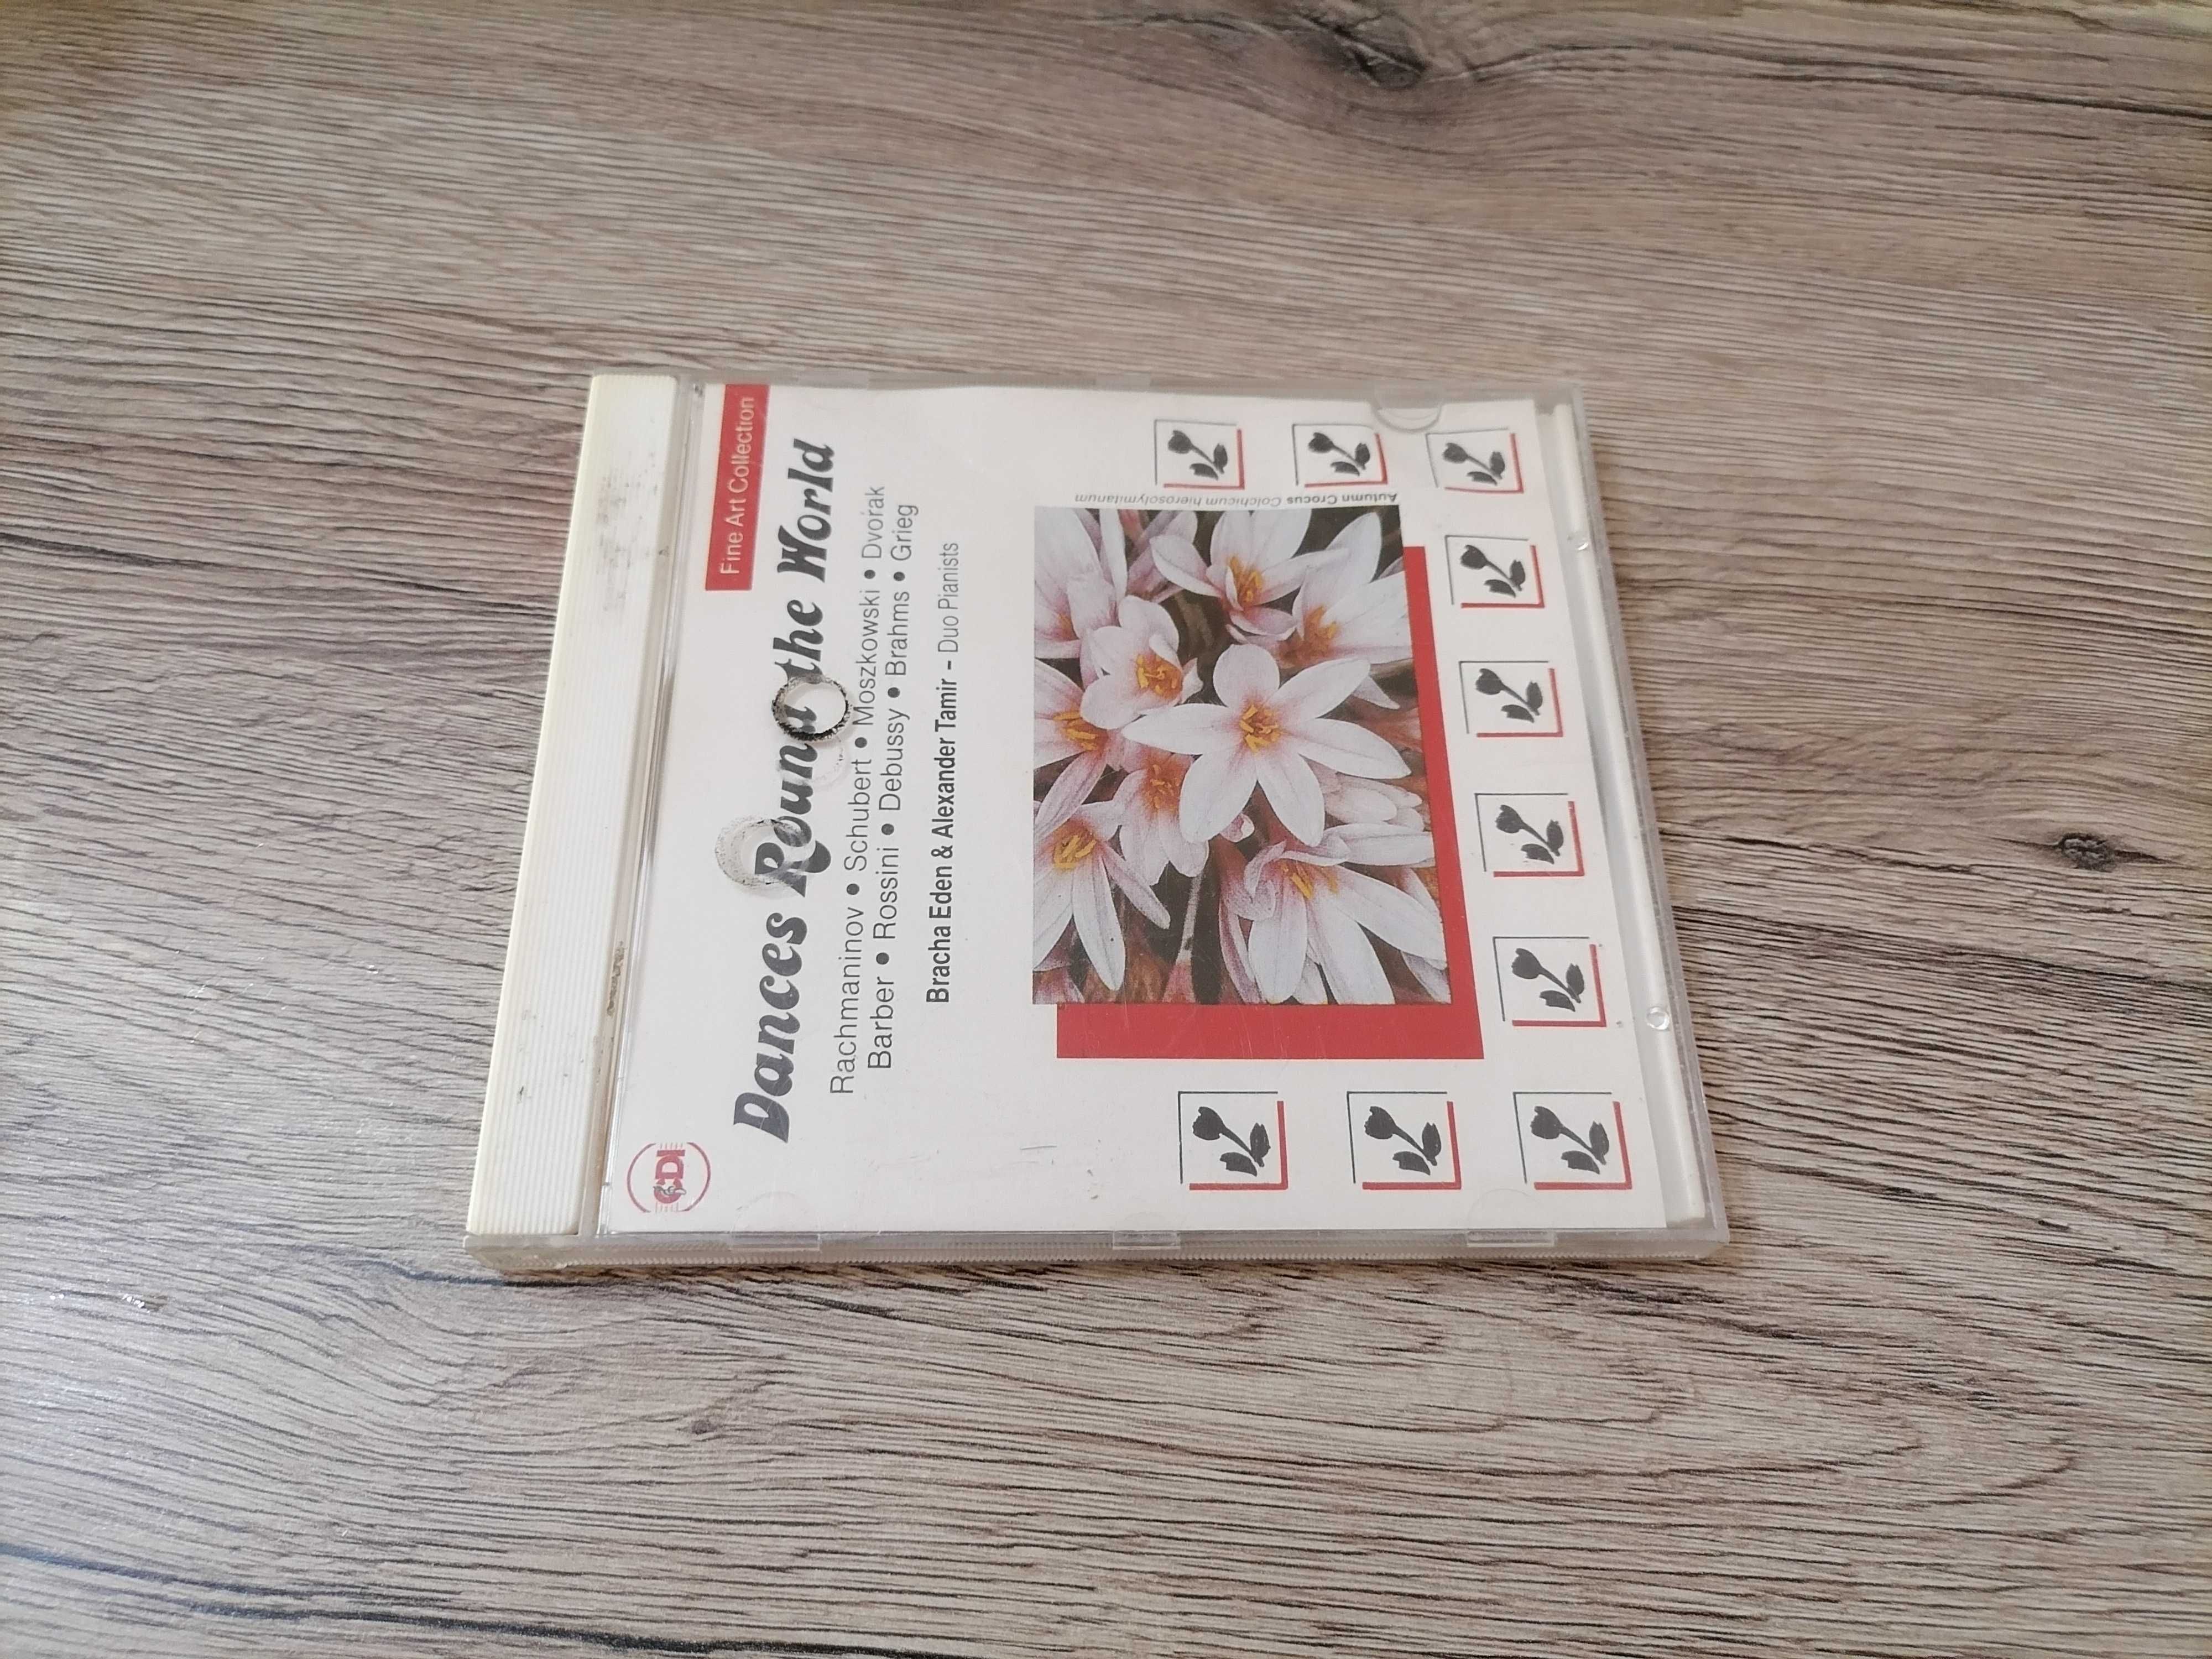 Fine Art Collection
CDI
Dances Round the World
Rachmaninov • Schubert • Moszkowski • Dvořak
Barber • Rossini • Debussy • Brahms • Grieg
Bracha Eden & Alexander Tamir – Duo Pianists
Autumn Crocus Colchicum hierosolymitanum